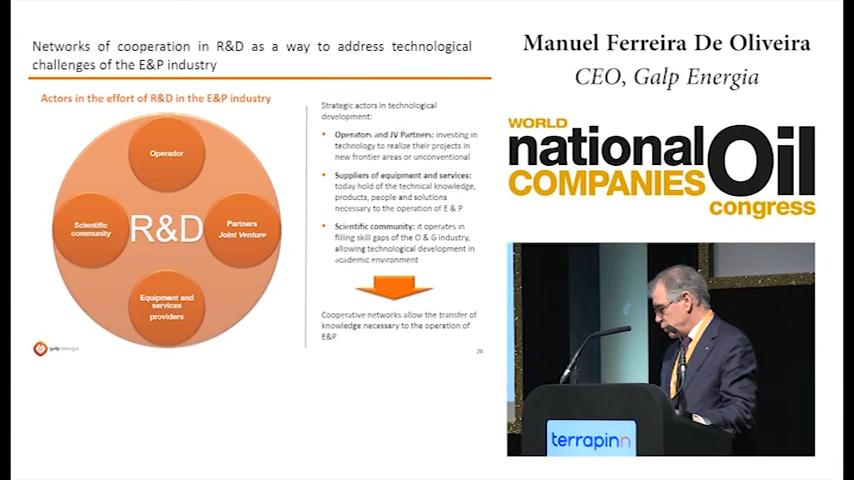 Networks of cooperation in R&D as a way to address technological
challenges of the E&P industry
Actors in the effort of R&D in the E&P industry
Operador
Scientific
community
R&D
Partners
Joint Venture
Equipment and
services
providers
Strategic actors in technological
development:
Operators and JV Partners: investing in
technology to realize their projects in
new frontier areas or unconventional
Suppliers of equipment and services:
today hold of the technical knowledge,
products, people and solutions
necessary to the operation of E & P
Scientific community: it operates in
filling skill gaps of the O & G industry,
allowing technological development in
academic environment
Cooperative networks allow the transfer of
knowledge necessary to the operation of
E&P
galp energia
29
Manuel Ferreira De Oliveira
CEO, Galp Energia
WORLD
national Oil
COMPANIES
congress
terrapinn